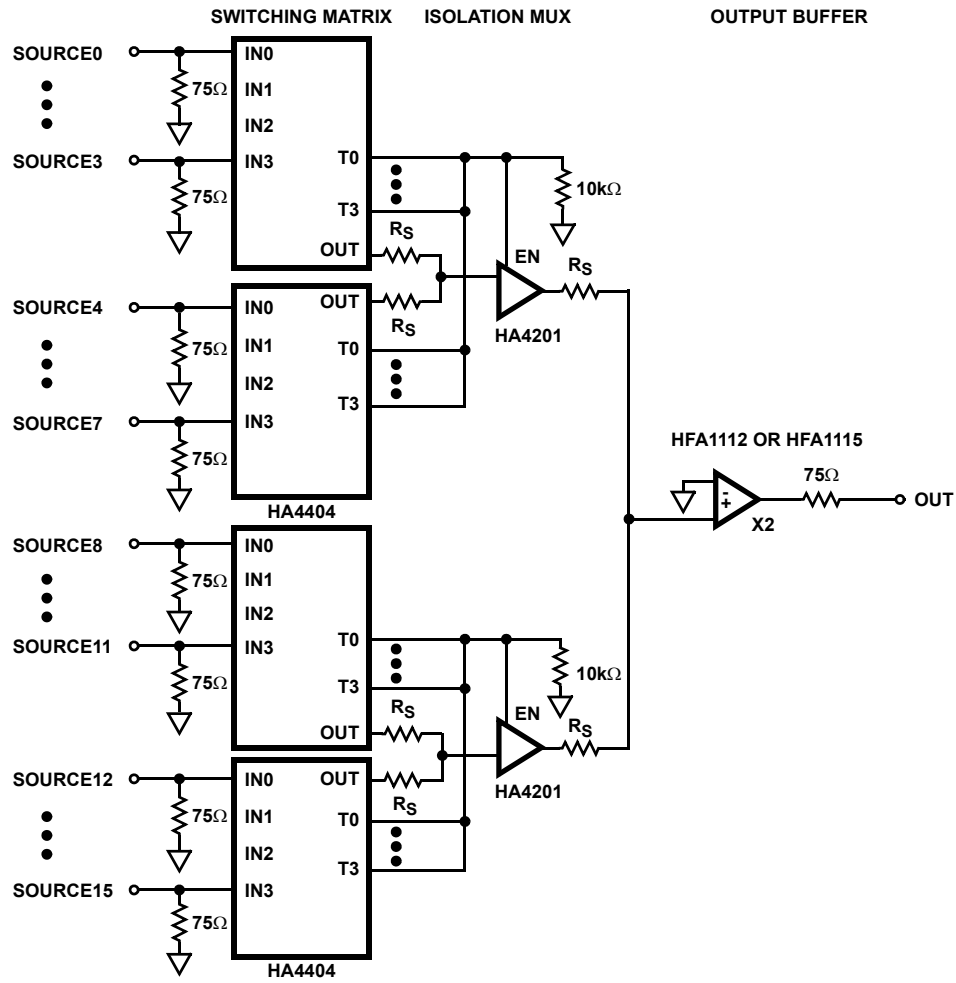 SWITCHING MATRIX
ISOLATION MUX
OUTPUT BUFFER
SOURCE0
IN0
75Ω
IN1
IN2
SOURCE3
IN3
T0
75Ω
10kΩ
T3
RS
OUT
EN
RS
SOURCE4
IN0
OUT
RS
HA4201
75Ω
IN1
T0
IN2
T3
SOURCE7
IN3
75Ω
HA4404
HFA1112 OR HFA1115
75Ω
-
+
OUT
X2
SOURCE8
IN0
75Ω
IN1
IN2
SOURCE11
IN3
T0
75Ω
10kΩ
T3
RS
EN
RS
OUT
SOURCE12
IN0
OUT
RS
HA4201
75Ω
IN1
T0
IN2
T3
SOURCE15
IN3
75Ω
HA4404